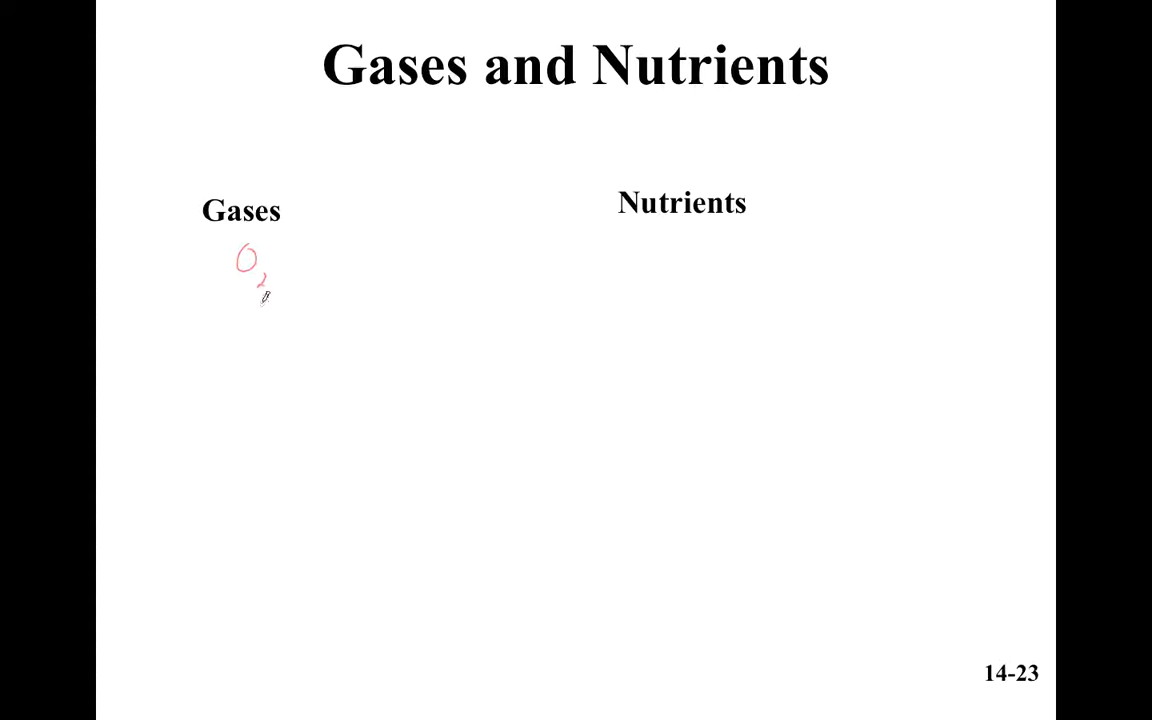 Gases and Nutrients
Gases
Nutrients
O₂
14-23